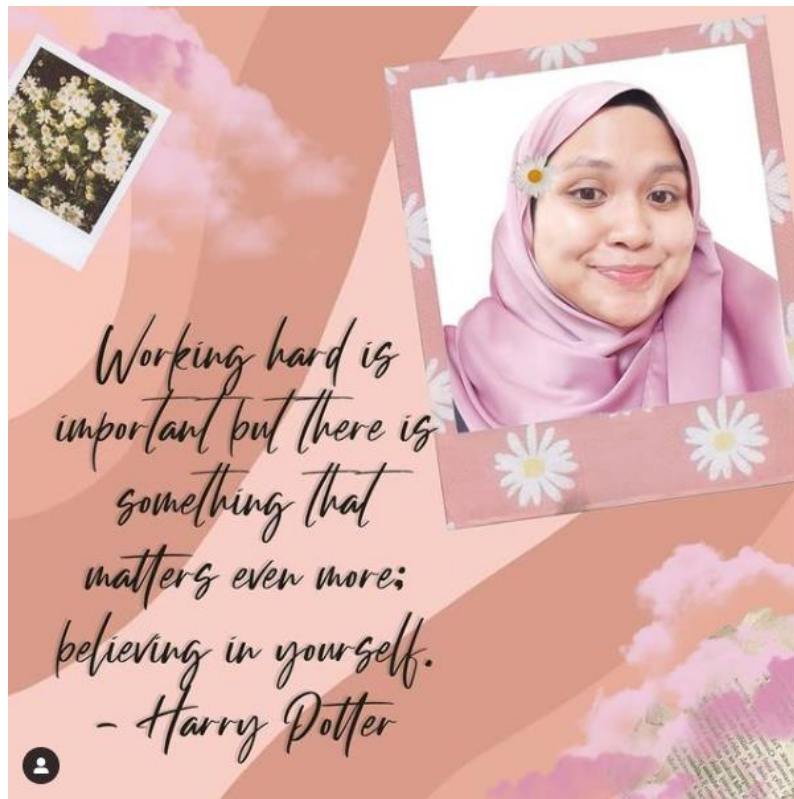 Working hard is
important but there is
something that
matters even more;
believing in yourself.
- Harry Potter